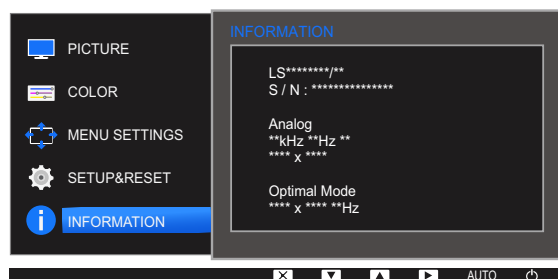 PICTURE
COLOR
MENU SETTINGS
SETUP&RESET
INFORMATION
INFORMATION
LS********/**
S / N : ***************
Analog
**kHz **Hz **
**** x ****
Optimal Mode
**** x **** **Hz
AUTO